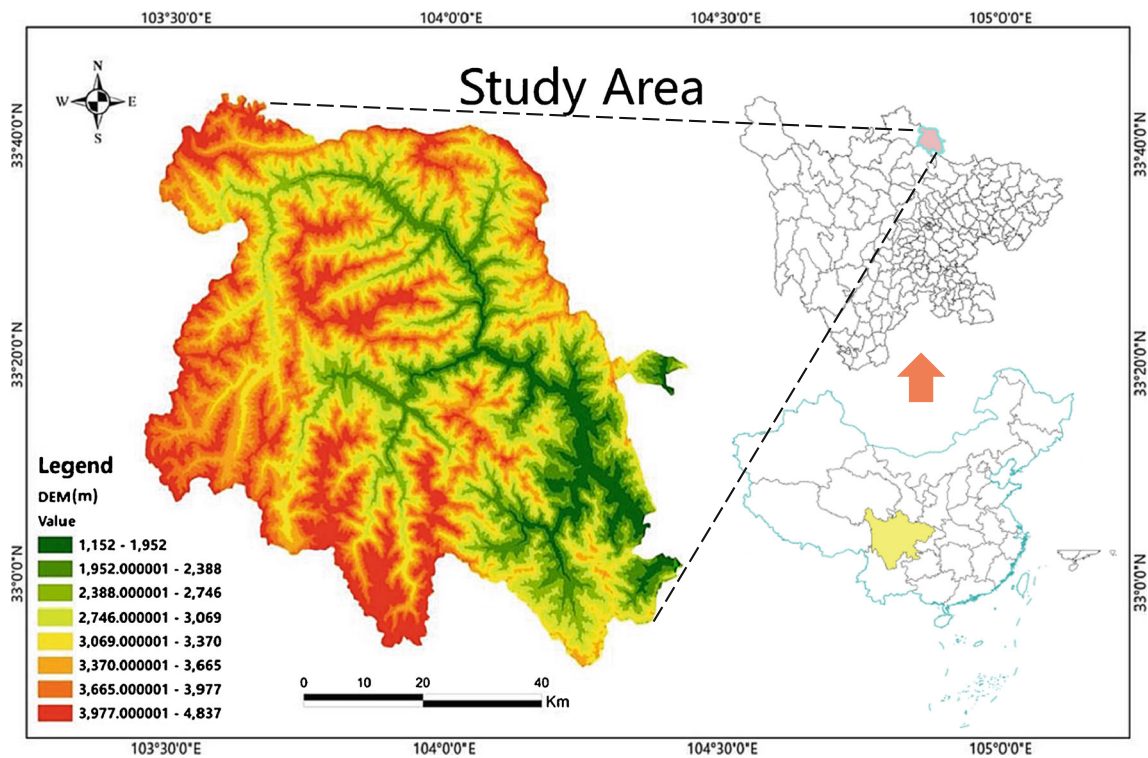 103°30'0"E 104°0'0"E 104°30'0"E 105°0'0"E
Study Area
N
W E
S
33°40'0"N
33°40'0"N
33°20'0"N
33°20'0"N
33°0'0"N
33°0'0"N
Legend
DEM(m)
Value
1,152 - 1,952
1,952.000001 - 2,388
2,388.000001 - 2,746
2,746.000001 - 3,069
3,069.000001 - 3,370
3,370.000001 - 3,665
3,665.000001 - 3,977
3,977.000001 - 4,837
0 10 20 40
Km
103°30'0"E 104°0'0"E 104°30'0"E 105°0'0"E